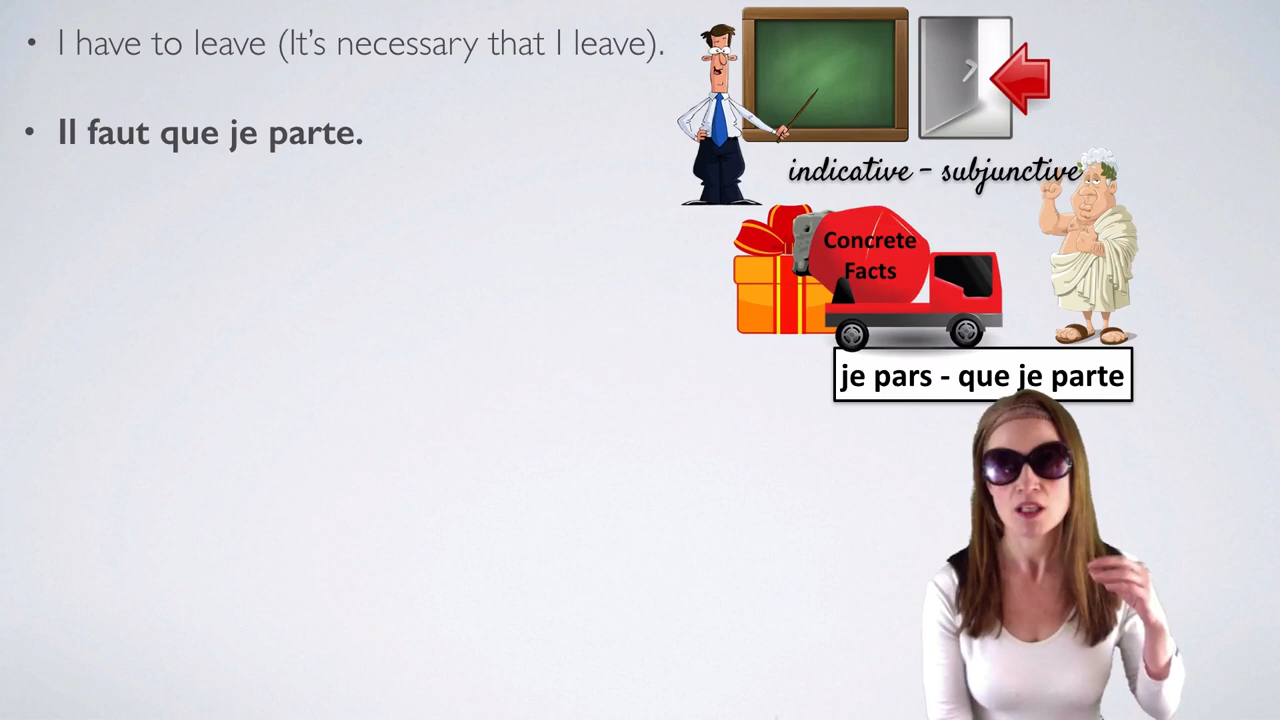 • I have to leave (It’s necessary that I leave).
• Il faut que je parte.
indicative - subjunctive
Concrete
Facts
je pars - que je parte